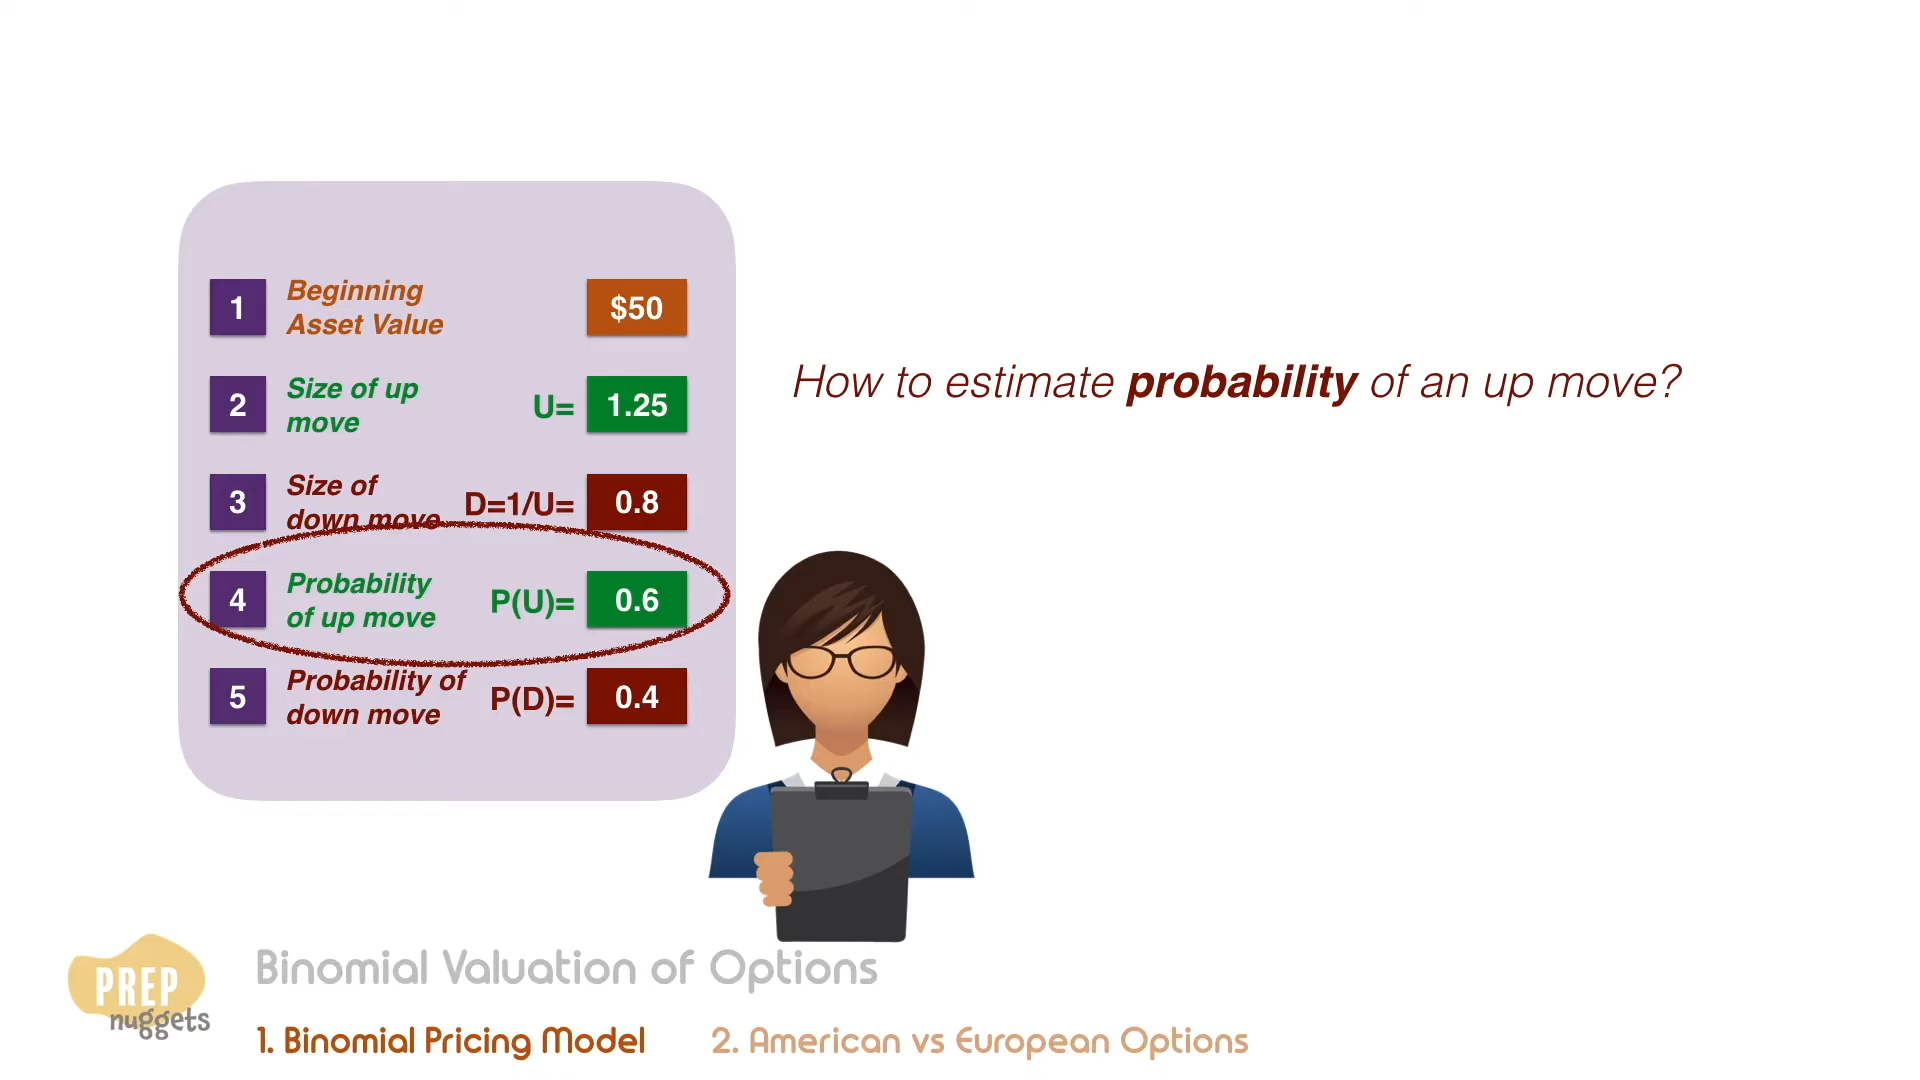 1
Beginning
Asset Value
$50
2
Size of up
move
U=
1.25
3
Size of
down move
D=1/U=
0.8
4
Probability
of up move
P(U)=
0.6
5
Probability of
down move
P(D)=
0.4
How to estimate probability of an up move?
PREP
nuggets
Binomial Valuation of Options
1. Binomial Pricing Model
2. American vs European Options